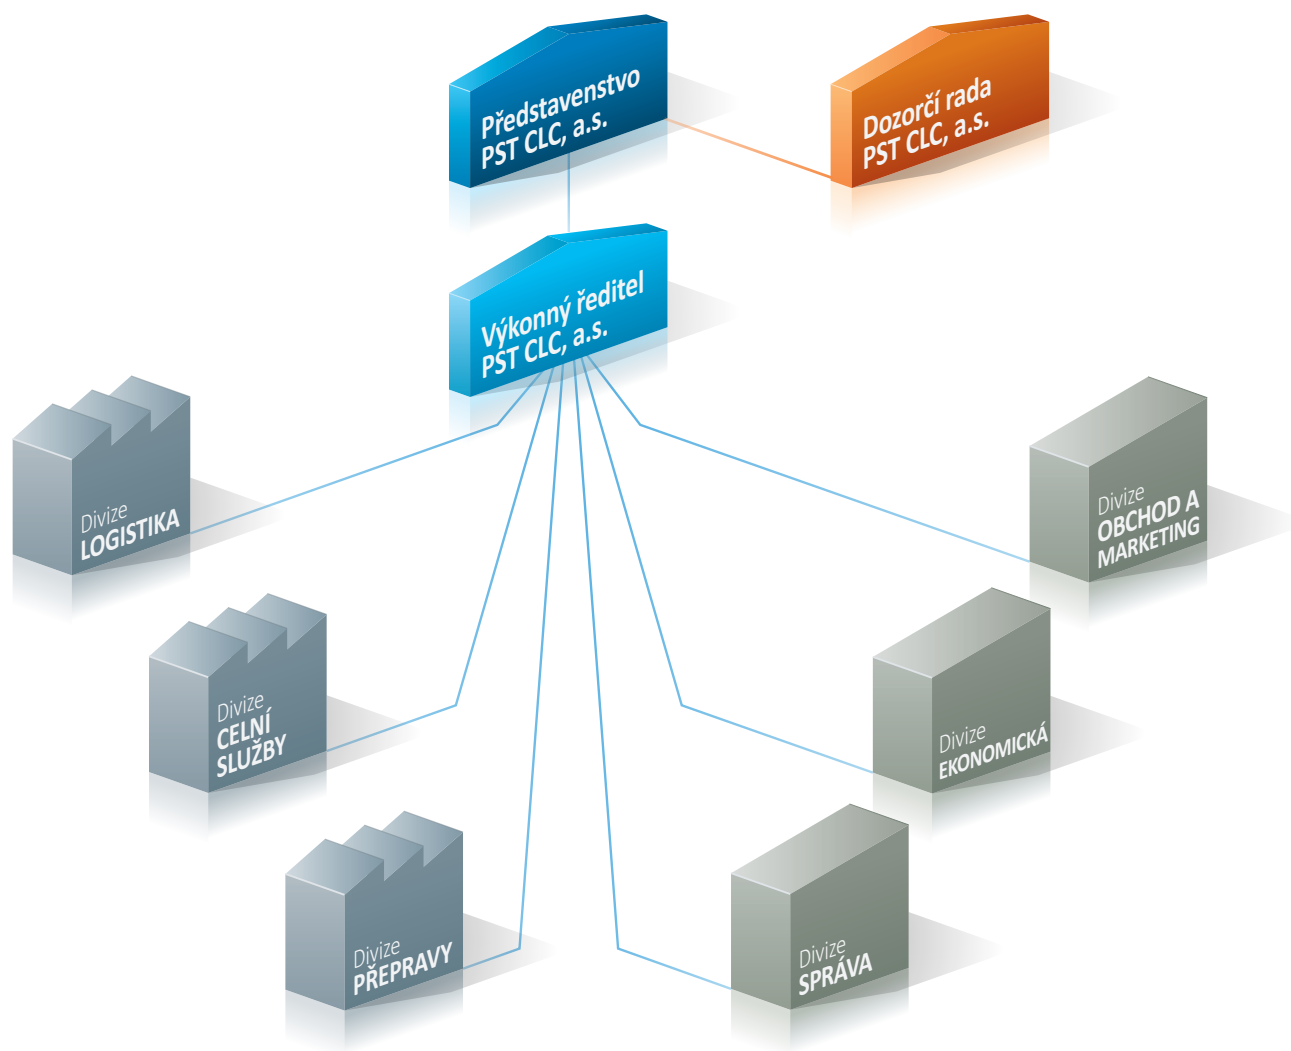 Představenstvo
PST CLC, a.s.
Dozorčí rada
PST CLC, a.s.
Výkonný ředitel
PST CLC, a.s.
Divize
LOGISTIKA
Divize
OBCHOD A
MARKETING
Divize
CELNÍ
SLUŽBY
Divize
EKONOMICKÁ
Divize
PŘEPRAVY
Divize
SPRÁVA